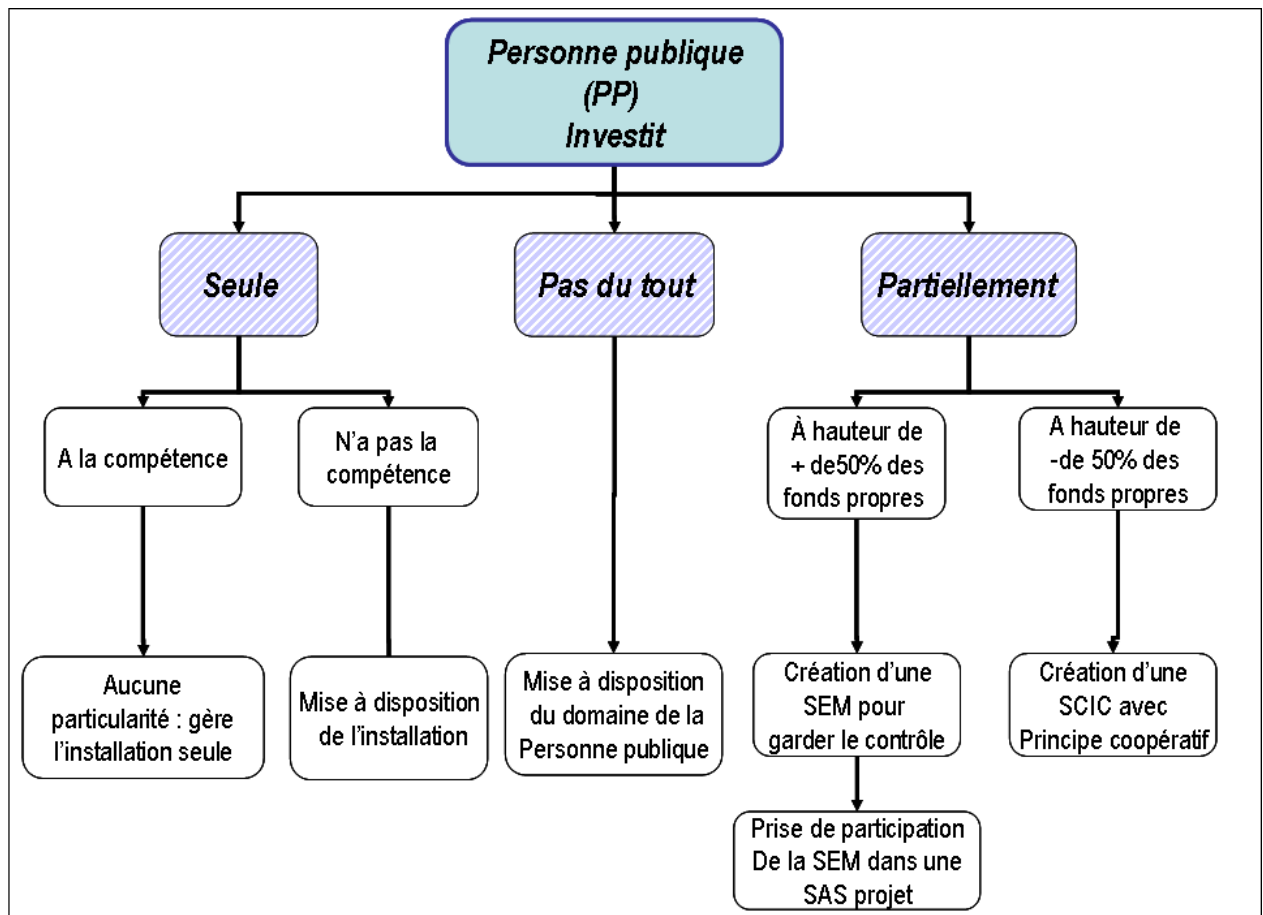 Personne publique
(PP)
Investit
Seule
Pas du tout
Partiellement
A la compétence
N'a pas la
compétence
À hauteur de
+ de50% des
fonds propres
A hauteur de
-de 50% des
fonds propres
Aucune
particularité : gère
l'installation seule
Mise à disposition
de l'installation
Mise à disposition
du domaine de la
Personne publique
Création d'une
SEM pour
garder le contrôle
Création d'une
SCIC avec
Principe coopératif
Prise de participation
De la SEM dans une
SAS projet